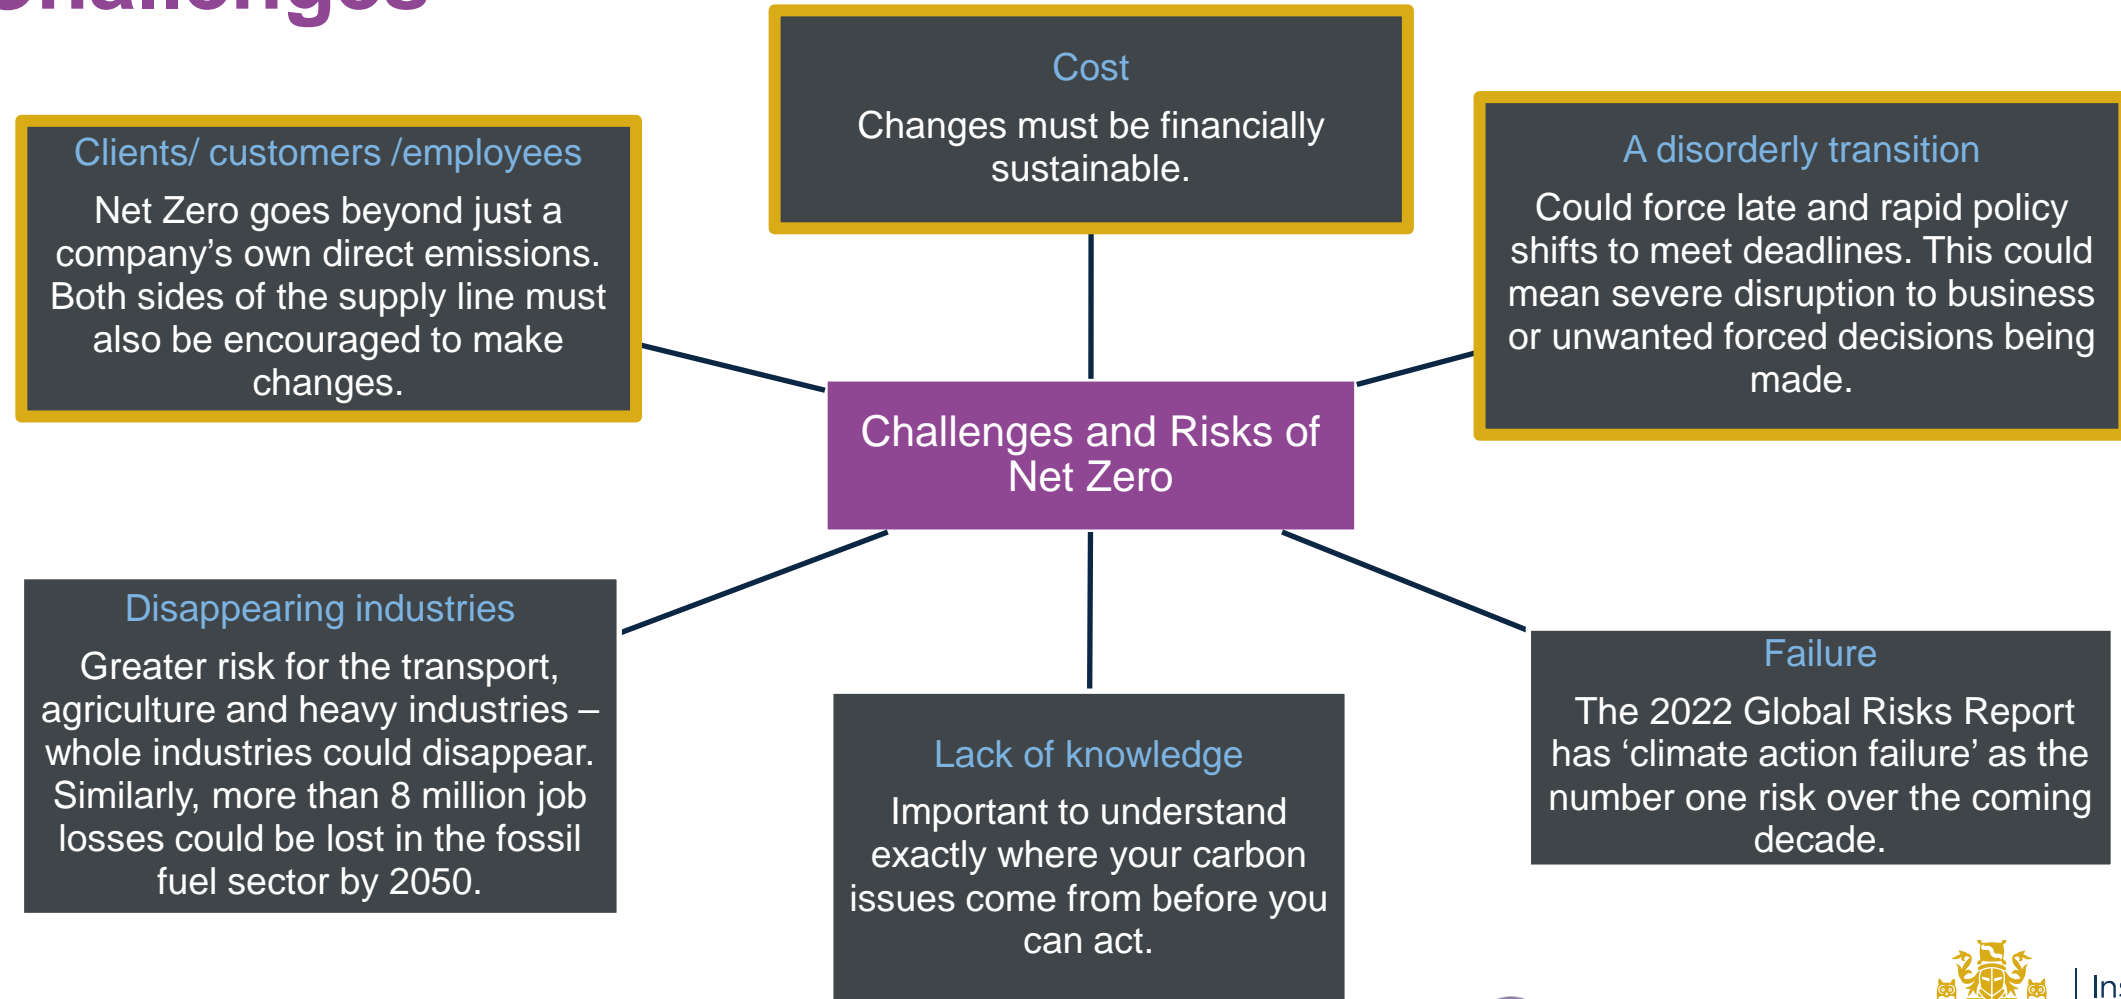 Challenges
Cost
Changes must be financially
sustainable.
Clients/ customers /employees
Net Zero goes beyond just a
company’s own direct emissions.
Both sides of the supply line must
also be encouraged to make
changes.
A disorderly transition
Could force late and rapid policy
shifts to meet deadlines. This could
mean severe disruption to business
or unwanted forced decisions being
made.
Challenges and Risks of
Net Zero
Disappearing industries
Greater risk for the transport,
agriculture and heavy industries –
whole industries could disappear.
Similarly, more than 8 million job
losses could be lost in the fossil
fuel sector by 2050.
Lack of knowledge
Important to understand
exactly where your carbon
issues come from before you
can act.
Failure
The 2022 Global Risks Report
has ‘climate action failure’ as the
number one risk over the coming
decade.